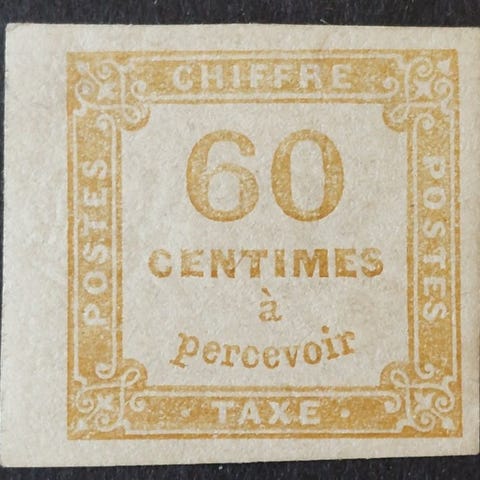 CHIFFRE
POSTES
60
CENTIMES
à
percevoir
POSTES
· TAXE ·